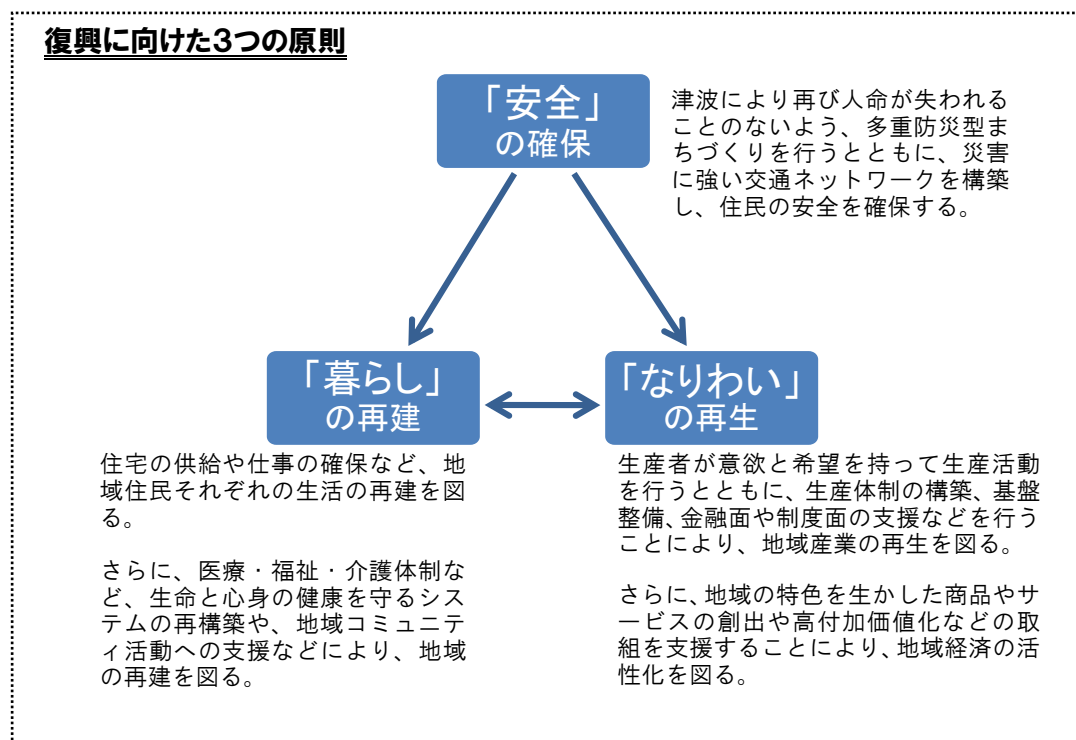 復興に向けた3つの原則
「安全」
の確保
津波により再び人命が失われる
ことのないよう、多重防災型ま
ちづくりを行うとともに、災害
に強い交通ネットワークを構築
し、住民の安全を確保する。
「暮らし」
の再建
住宅の供給や仕事の確保など、地
域住民それぞれの生活の再建を図
る。
さらに、医療・福祉・介護体制な
ど、生命と心身の健康を守るシス
テムの再構築や、地域コミュニテ
ィ活動への支援などにより、地域
の再建を図る。
「なりわい」
の再生
生産者が意欲と希望を持って生産活動
を行うとともに、生産体制の構築、基盤
整備、金融面や制度面の支援などを行う
ことにより、地域産業の再生を図る。
さらに、地域の特色を生かした商品やサ
ービスの創出や高付加価値化などの取
組を支援することにより、地域経済の活
性化を図る。